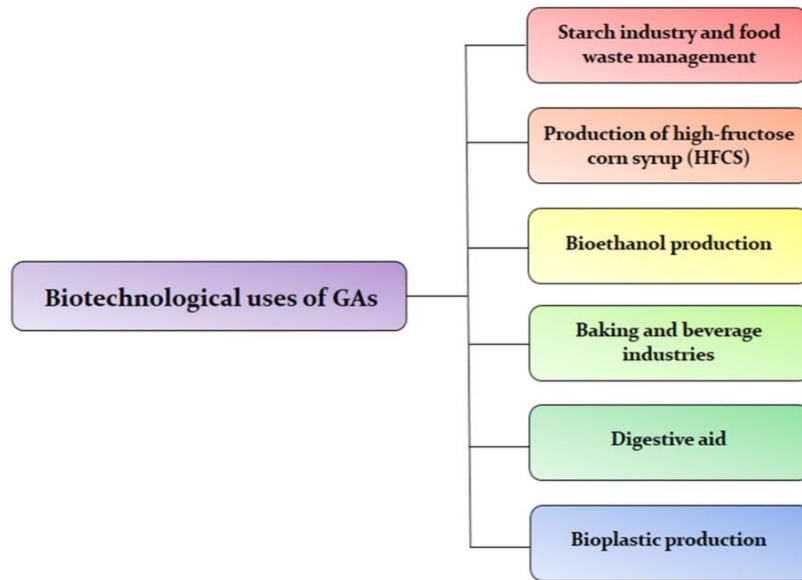 Starch industry and food
waste management
Production of high-fructose
corn syrup (HFCS)
Bioethanol production
Biotechnological uses of GAs
Baking and beverage
industries
Digestive aid
Bioplastic production